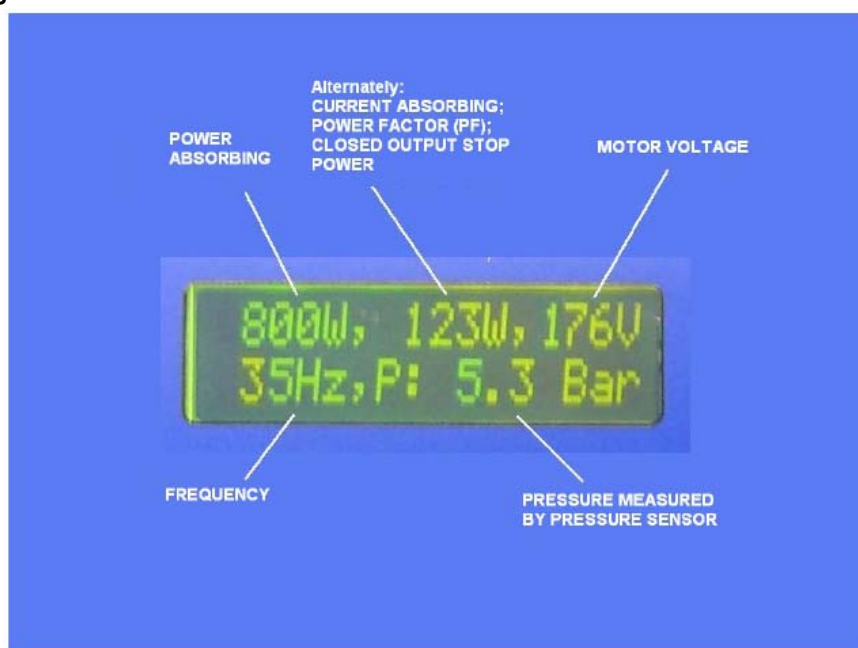 Alternately:
CURRENT ABSORBING;
POWER FACTOR (PF);
CLOSED OUTPUT STOP
POWER
POWER
ABSORBING
MOTOR VOLTAGE
800W, 123W,176V
35Hz,P: 5.3 Bar
FREQUENCY
PRESSURE MEASURED
BY PRESSURE SENSOR